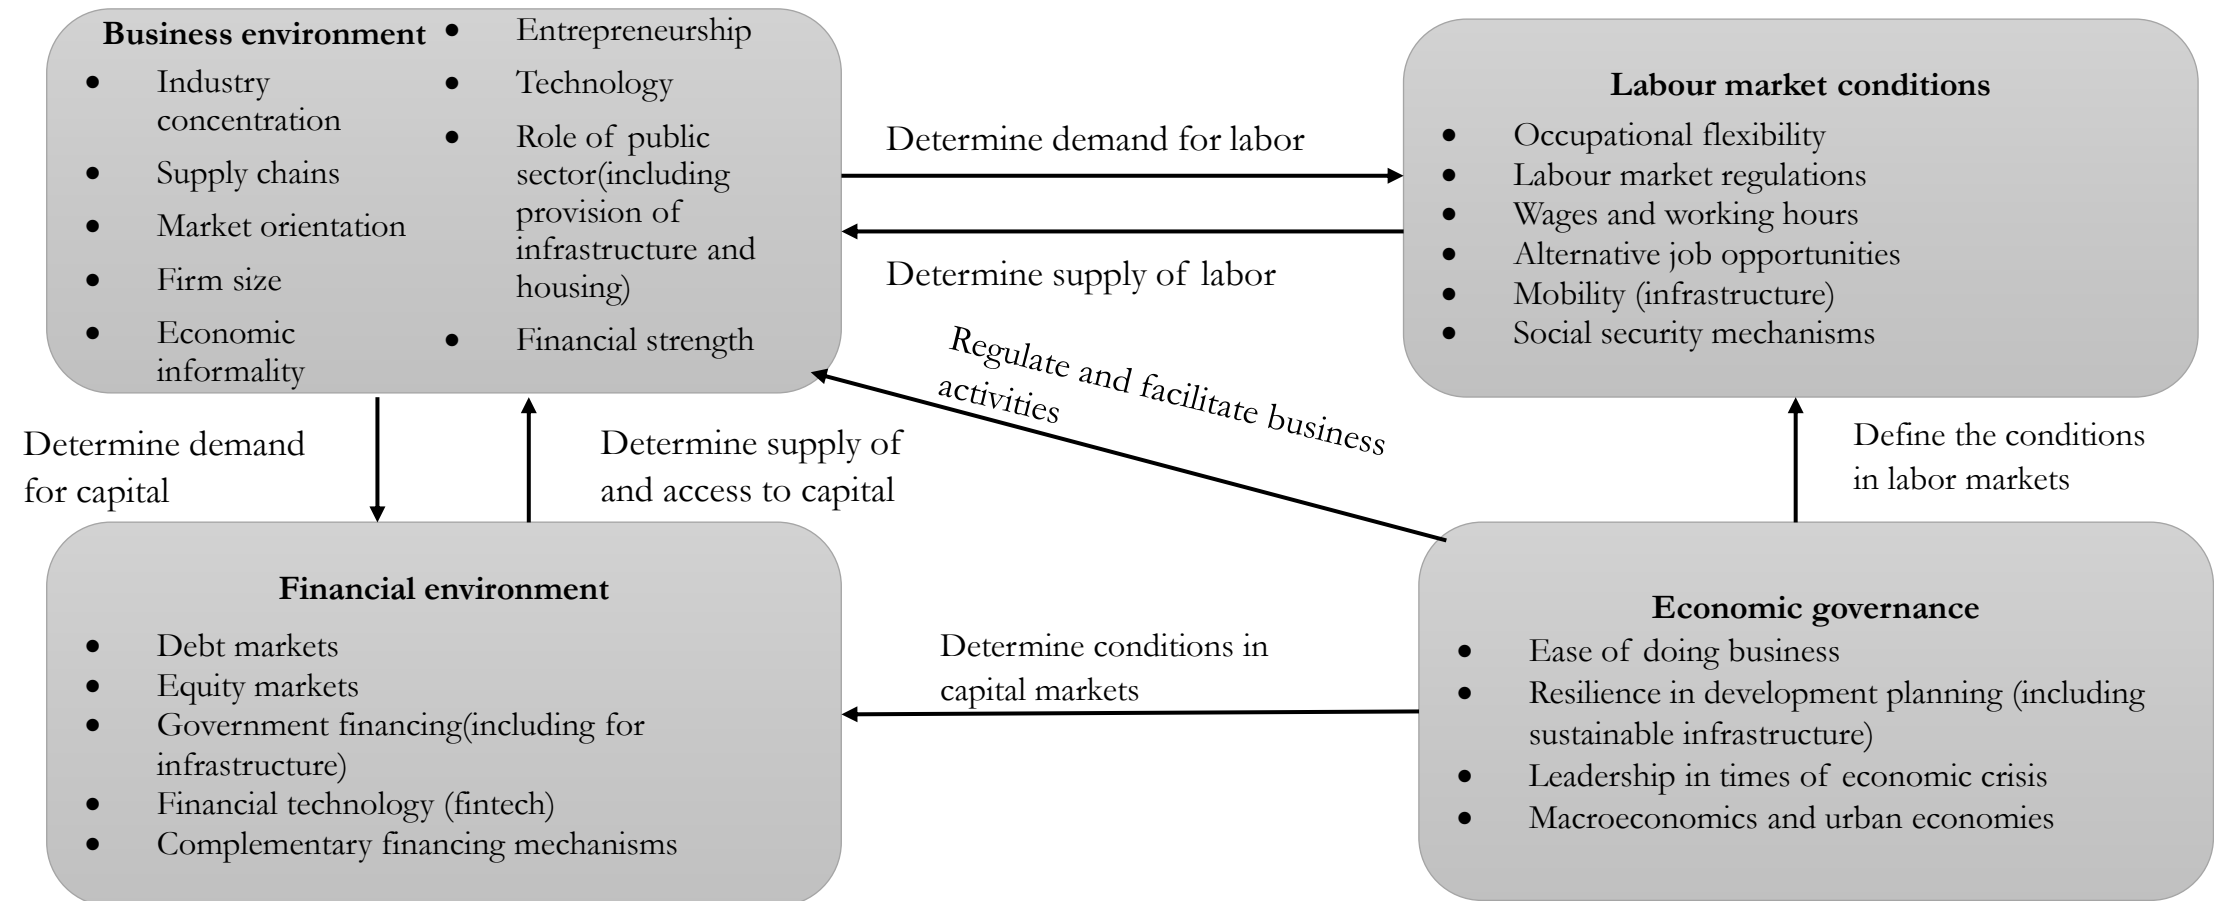 Business environment
Industry
concentration
Supply chains
Market orientation
Firm size
Economic
informality
Entrepreneurship
Technology
Role of public
sector(including
provision of
infrastructure and
housing)
Financial strength
Determine demand for labor
Determine supply of labor
Labour market conditions
Occupational flexibility
Labour market regulations
Wages and working hours
Alternative job opportunities
Mobility (infrastructure)
Social security mechanisms
Regulate and facilitate business
activities
Determine demand
for capital
Determine supply of
and access to capital
Define the conditions
in labor markets
Financial environment
Debt markets
Equity markets
Government financing(including for
infrastructure)
Financial technology (fintech)
Complementary financing mechanisms
Determine conditions in
capital markets
Economic governance
Ease of doing business
Resilience in development planning (including
sustainable infrastructure)
Leadership in times of economic crisis
Macroeconomics and urban economies